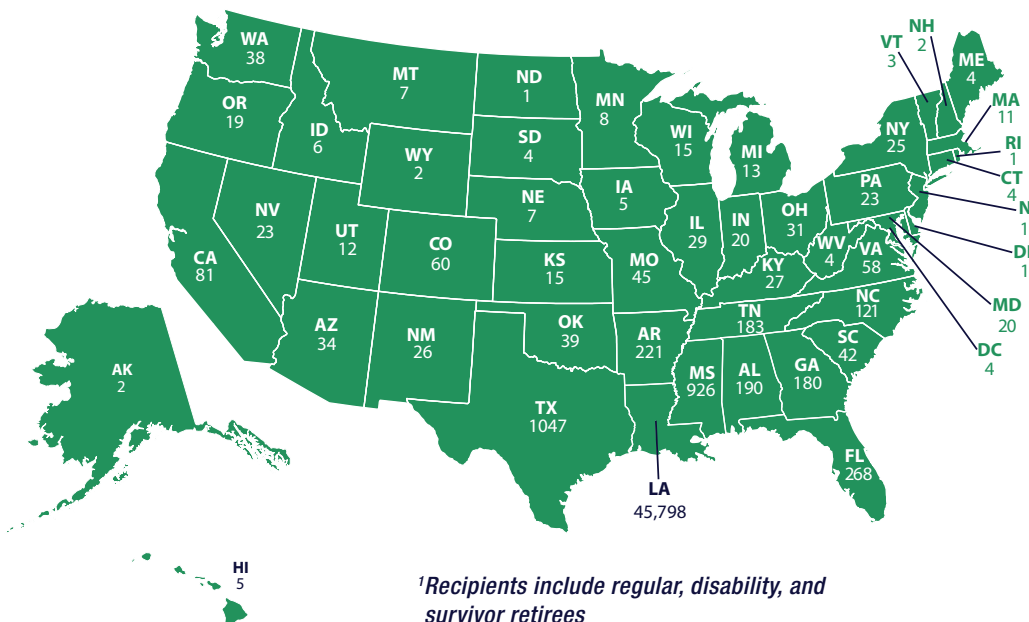 WA
38
OR
19
CA
81
NV
23
ID
6
MT
7
WY
2
UT
12
CO
60
AZ
34
NM
26
ND
1
SD
4
NE
7
KS
15
OK
39
TX
1047
MN
8
IA
5
MO
45
AR
221
LA
45,798
WI
15
IL
29
MI
13
IN
20
OH
31
KY
27
TN
183
MS
926
AL
190
GA
180
FL
268
SC
42
NC
121
VA
58
WV
4
PA
23
NY
25
VT
3
NH
2
ME
4
MA
11
RI
1
CT
4
MD
20
DC
4
AK
2
HI
5
¹Recipients include regular, disability, and
survivor retirees